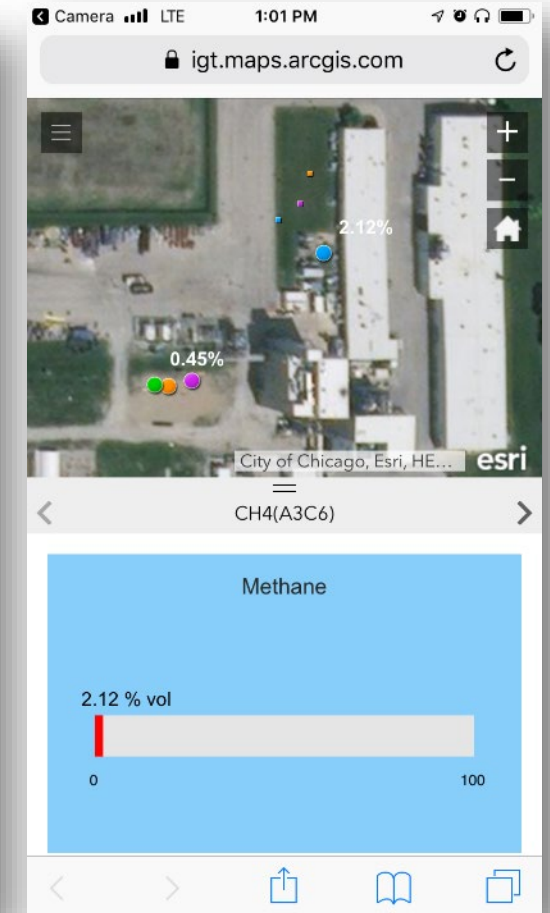 Camera LTE 1:01 PM
igt.maps.arcgis.com
2.12%
0.45%
City of Chicago, Esri, HE...
esri
CH4(A3C6)
Methane
2.12 % vol
0 100